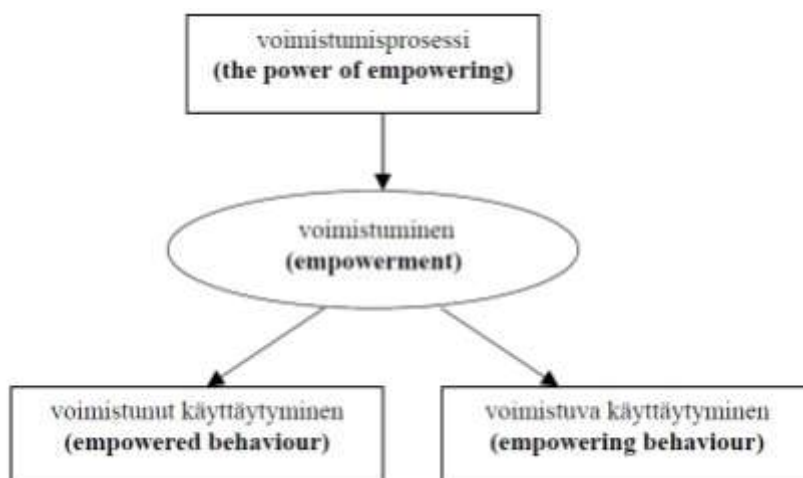 voimistumisprosessi
(the power of empowering)
voimistuminen
(empowerment)
voimistunut käyttäytyminen
(empowered behaviour)
voimistuva käyttäytyminen
(empowering behaviour)